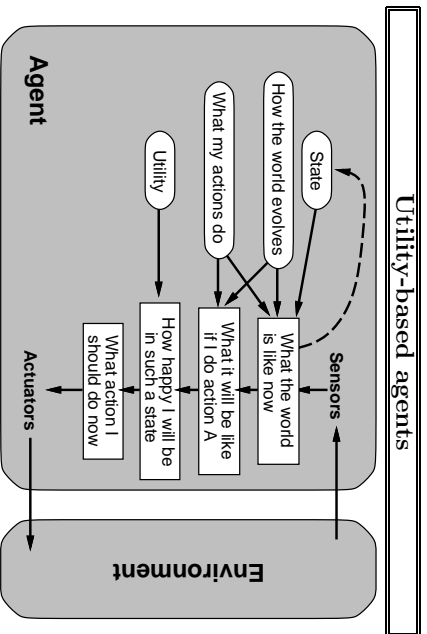 Utility-based agents
Sensors
State
What the world
is like now
How the world evolves
What it will be like
if I do action A
What my actions do
How happy I will be
in such a state
Utility
What action I
should do now
Agent
Actuators
Environment